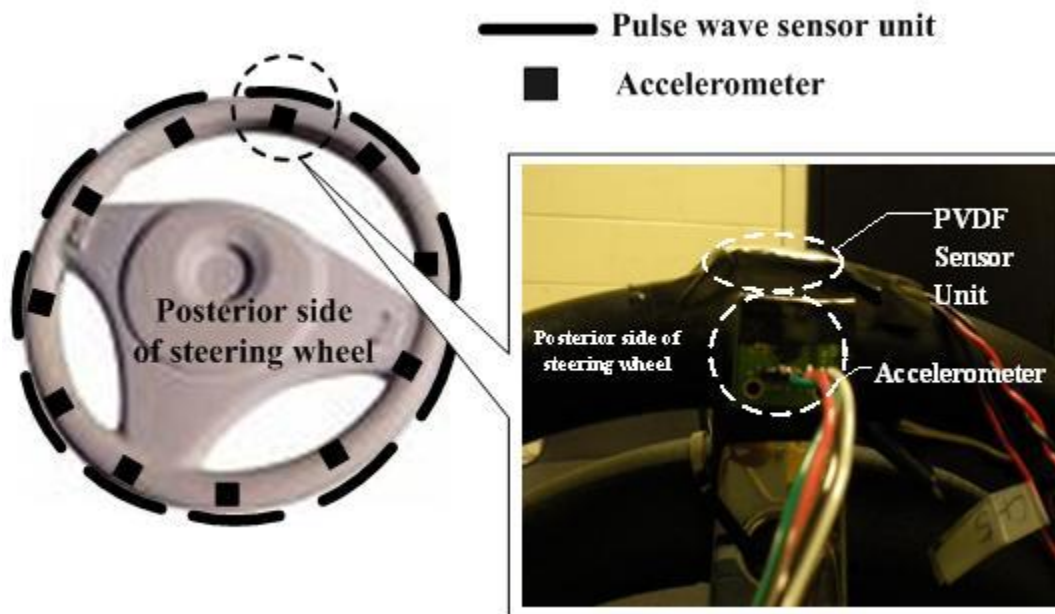 Pulse wave sensor unit
Accelerometer
Posterior side
of steering wheel
PVDF
Sensor
Unit
Posterior side of
steering wheel
Accelerometer